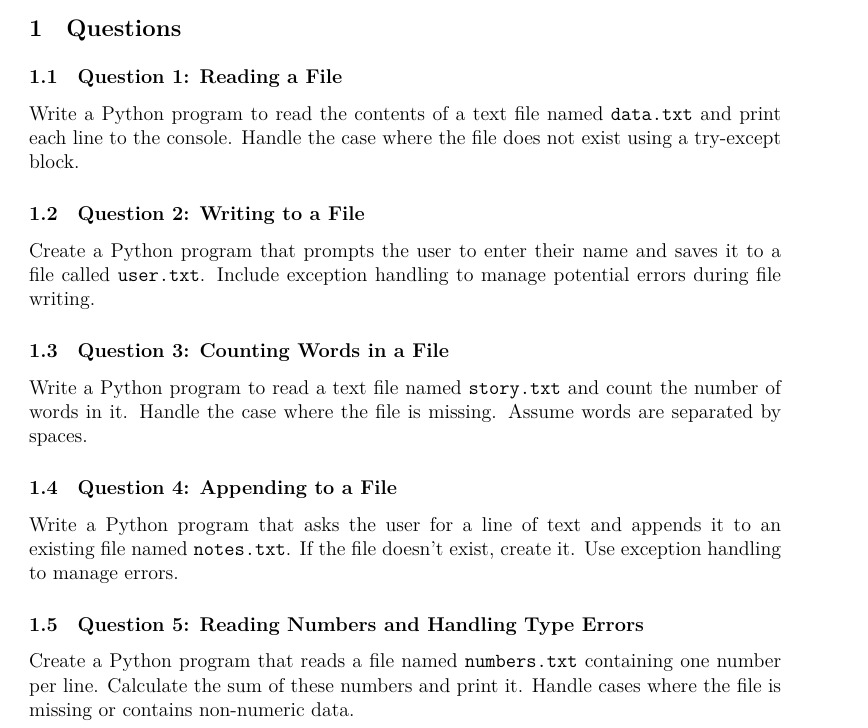 1 Questions
1.1 Question 1: Reading a File
Write a Python program to read the contents of a text file named data.txt and print
each line to the console. Handle the case where the file does not exist using a try-except
block.
1.2 Question 2: Writing to a File
Create a Python program that prompts the user to enter their name and saves it to a
file called user.txt. Include exception handling to manage potential errors during file
writing.
1.3 Question 3: Counting Words in a File
Write a Python program to read a text file named story.txt and count the number of
words in it. Handle the case where the file is missing. Assume words are separated by
spaces.
1.4 Question 4: Appending to a File
Write a Python program that asks the user for a line of text and appends it to an
existing file named notes.txt. If the file doesn't exist, create it. Use exception handling
to manage errors.
1.5 Question 5: Reading Numbers and Handling Type Errors
Create a Python program that reads a file named numbers.txt containing one number
per line. Calculate the sum of these numbers and print it. Handle cases where the file is
missing or contains non-numeric data.